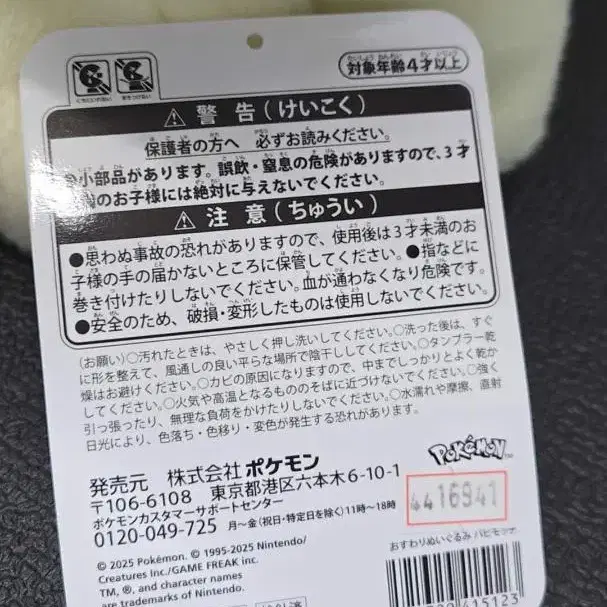 対象年齢4才以上
警告(けいこく)
保護者の方へ 必ずお読みください。
小部品があります。誤飲・窒息の危険がありますので、3才
のお子様には絶対に与えないでください。
注意(ちゅうい)
●思わぬ事故の恐れがありますので、使用後は3才未満のお
子様の手の届かないところに保管してください。●指などに
巻き付けたりしないでください。血が通わなくなり危険です。
●安全のため、破損・変形したものは使用しないでください。
(お願い)○汚れたときは、やさしく押し洗いしてください。○洗った後は、すぐ
に形を整えて、風通しの良い平らな場所で陰干ししてください。○タンブラー乾
燥はお避けください。○カビの原因になりますので、中までしっかりとよく乾か
してください。○火気や高温となるもののそばに近づけないでください。○強く
引っ張ったり、無理な負荷をかけたりしないでください。○水濡れや摩擦、直射
日光により、色落ち・色移り・変色が発生する恐れがあります。
POKÉMON
発売元 株式会社 ポケモン
〒106-6108 東京都港区六本木6-10-1
ポケモンカスタマーサポートセンター
0120-049-725 月〜金(祝日・特定日を除く)11時〜18時
4416941
おすわりぬいぐるみ パピモッチ
© 2025 Pokémon. © 1995-2025 Nintendo/
Creatures Inc./GAME FREAK inc.
TM, ®, and character names
are trademarks of Nintendo.
415123